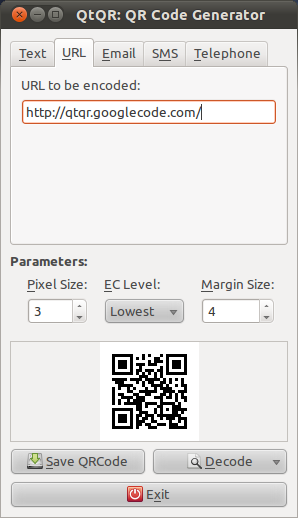 QtQR: QR Code Generator
Text URL Email SMS Telephone
URL to be encoded:
http://qtqr.googlecode.com/
Parameters:
Pixel Size: EC Level: Margin Size:
3 Lowest 4
Save QRCode Decode
Exit